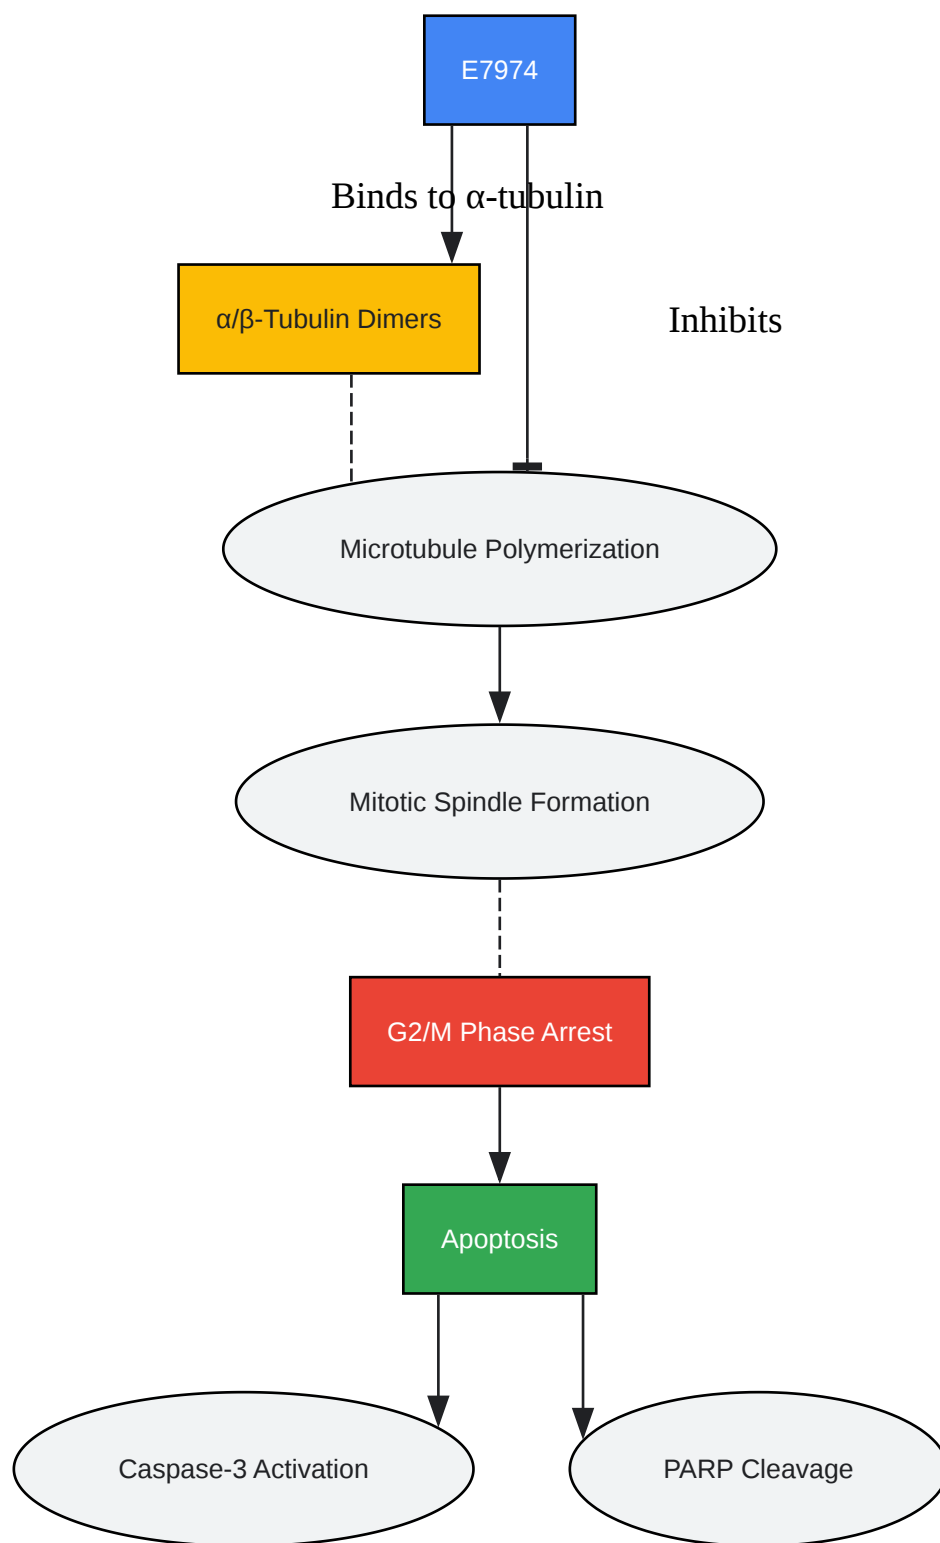 E7974
Binds to α-tubulin
α/β-Tubulin Dimers
Inhibits
Microtubule Polymerization
Mitotic Spindle Formation
G2/M Phase Arrest
Apoptosis
Caspase-3 Activation
PARP Cleavage